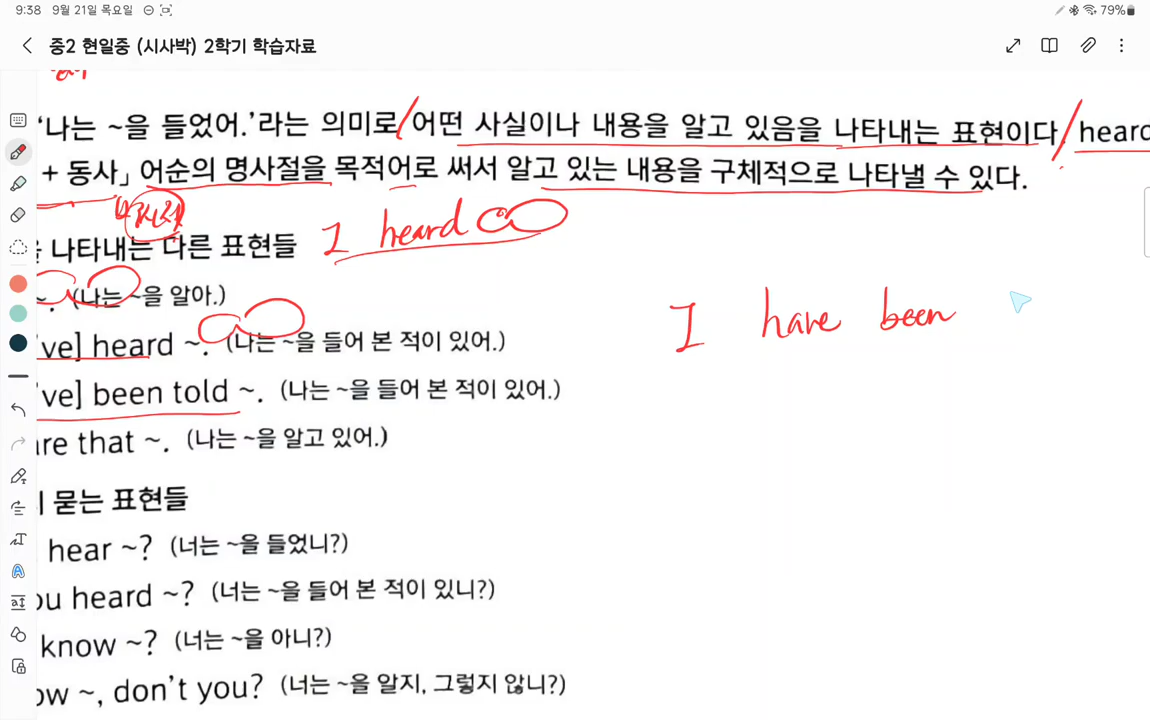 9:38 9월 21일 목요일 79%
중2 현일중 (시사박) 2학기 학습자료
'나는 ~을 들었어.'라는 의미로/어떤 사실이나 내용을 알고 있음을 나타내는 표현이다/heard
+ 동사」 어순의 명사절을 목적어로 써서 알고 있는 내용을 구체적으로 나타낼 수 있다.
을 나타내는 다른 표현들 I heard
~. (나는 ~을 알아.)
've] heard ~. (나는 ~을 들어 본 적이 있어.) I have been
've] been told ~. (나는 ~을 들어 본 적이 있어.)
are that ~. (나는 ~을 알고 있어.)
묻는 표현들
hear ~? (너는 ~을 들었니?)
ou heard ~? (너는 ~을 들어 본 적이 있니?)
know ~? (너는 ~을 아니?)
ow ~, don't you? (너는 ~을 알지, 그렇지 않니?)